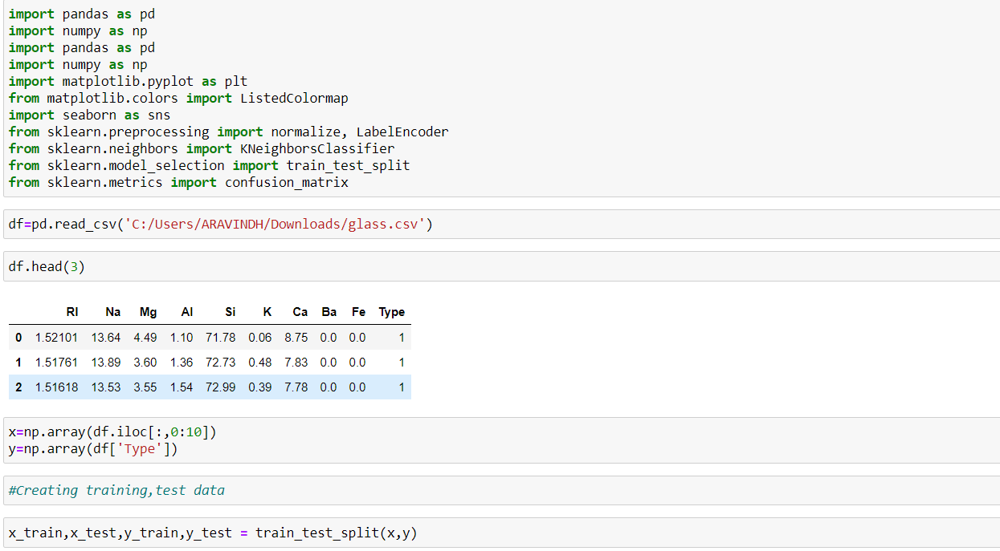 import pandas as pd
import numpy as np
import pandas as pd
import numpy as np
import matplotlib.pyplot as plt
from matplotlib.colors import ListedColormap
import seaborn as sns
from sklearn.preprocessing import normalize, LabelEncoder
from sklearn.neighbors import KNeighborsClassifier
from sklearn.model_selection import train_test_split
from sklearn.metrics import confusion_matrix
df=pd.read_csv('C:/Users/ARAVINDH/Downloads/glass.csv')
df.head(3)
RI Na Mg Al Si K Ca Ba Fe Type
0 1.52101 13.64 4.49 1.10 71.78 0.06 8.75 0.0 0.0 1
1 1.51761 13.89 3.60 1.36 72.73 0.48 7.83 0.0 0.0 1
2 1.51618 13.53 3.55 1.54 72.99 0.39 7.78 0.0 0.0 1
x=np.array(df.iloc[:,0:10])
y=np.array(df['Type'])
#Creating training,test data
x_train,x_test,y_train,y_test = train_test_split(x,y)